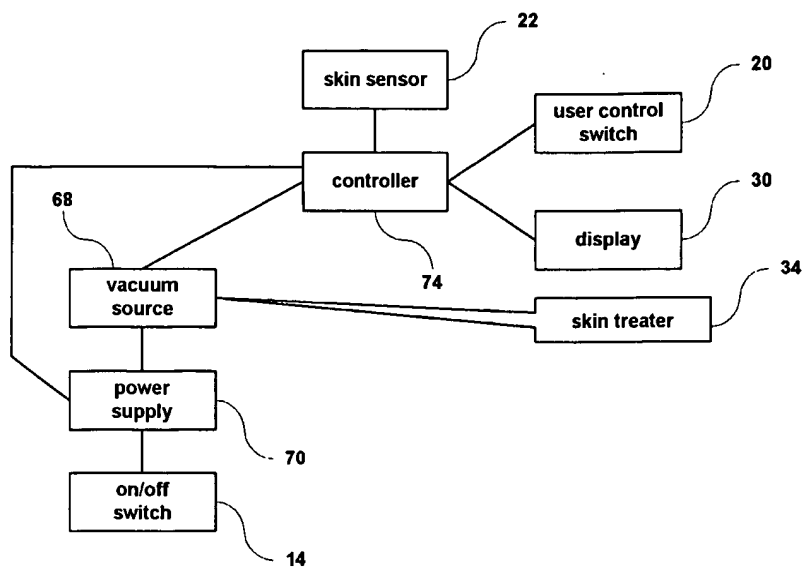 22
skin sensor
20
user control
switch
controller
30
68
display
74
34
vacuum
source
skin treater
power
supply
70
on/off
switch
14